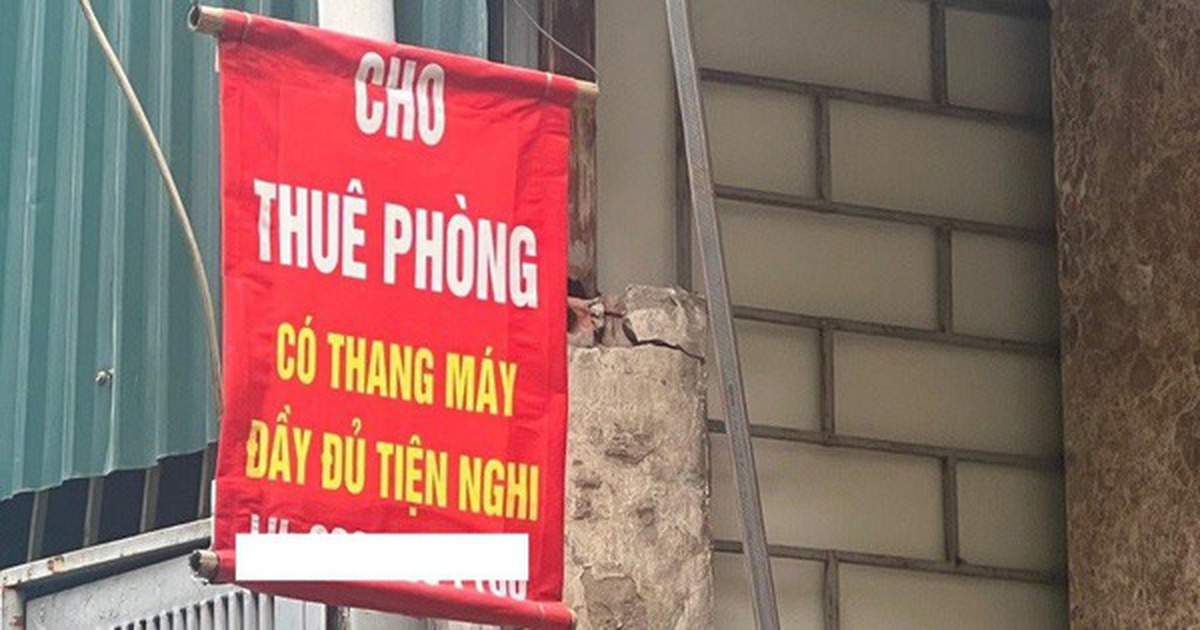 CHO
THUÊ PHÒNG
CÓ THANG MÁY
ĐẦY ĐỦ TIỆN NGHI